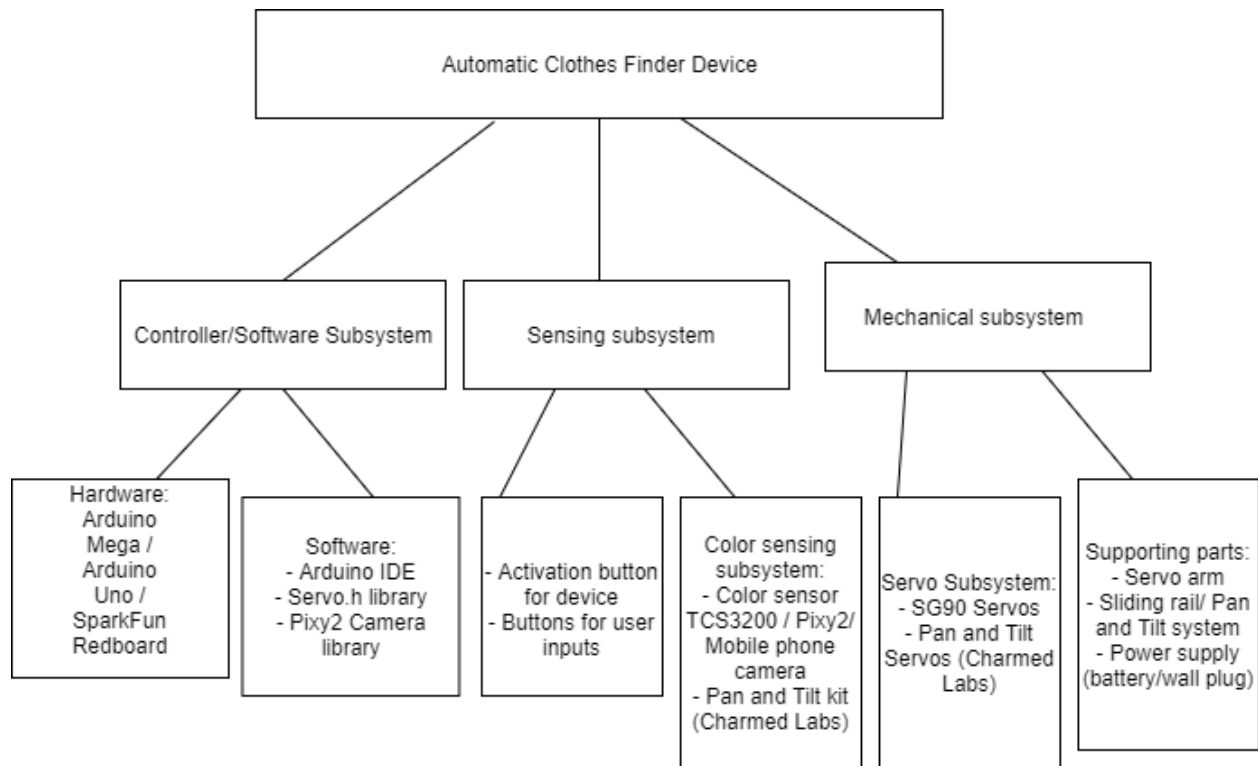 Automatic Clothes Finder Device
Controller/Software Subsystem
Sensing subsystem
Mechanical subsystem
Hardware:
Arduino
Mega /
Arduino
Uno /
SparkFun
Redboard
Software:
- Arduino IDE
- Servo.h library
- Pixy2 Camera
library
- Activation button
for device
- Buttons for user
inputs
Color sensing
subsystem:
- Color sensor
TCS3200 / Pixy2/
Mobile phone
camera
- Pan and Tilt kit
(Charmed Labs)
Servo Subsystem:
- SG90 Servos
- Pan and Tilt
Servos (Charmed
Labs)
Supporting parts:
- Servo arm
- Sliding rail/ Pan
and Tilt system
- Power supply
(battery/wall plug)